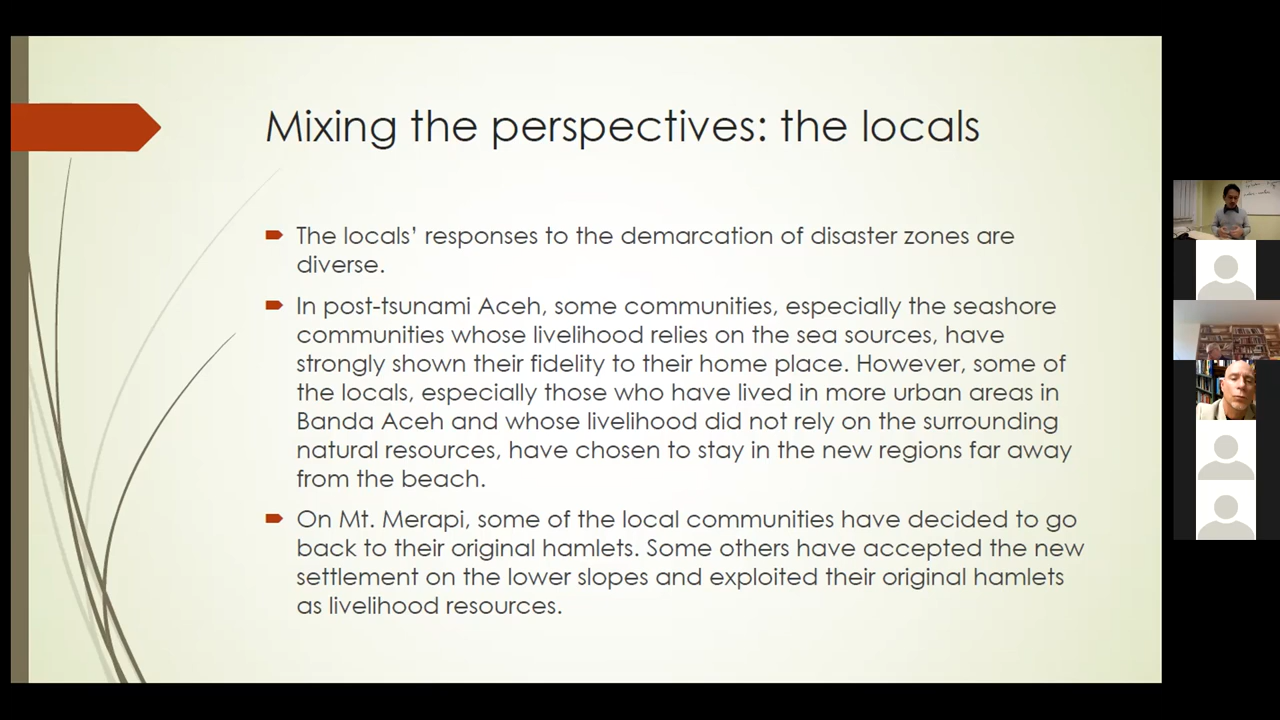 Mixing the perspectives: the locals
The locals’ responses to the demarcation of disaster zones are
diverse.
In post-tsunami Aceh, some communities, especially the seashore
communities whose livelihood relies on the sea sources, have
strongly shown their fidelity to their home place. However, some of
the locals, especially those who have lived in more urban areas in
Banda Aceh and whose livelihood did not rely on the surrounding
natural resources, have chosen to stay in the new regions far away
from the beach.
On Mt. Merapi, some of the local communities have decided to go
back to their original hamlets. Some others have accepted the new
settlement on the lower slopes and exploited their original hamlets
as livelihood resources.